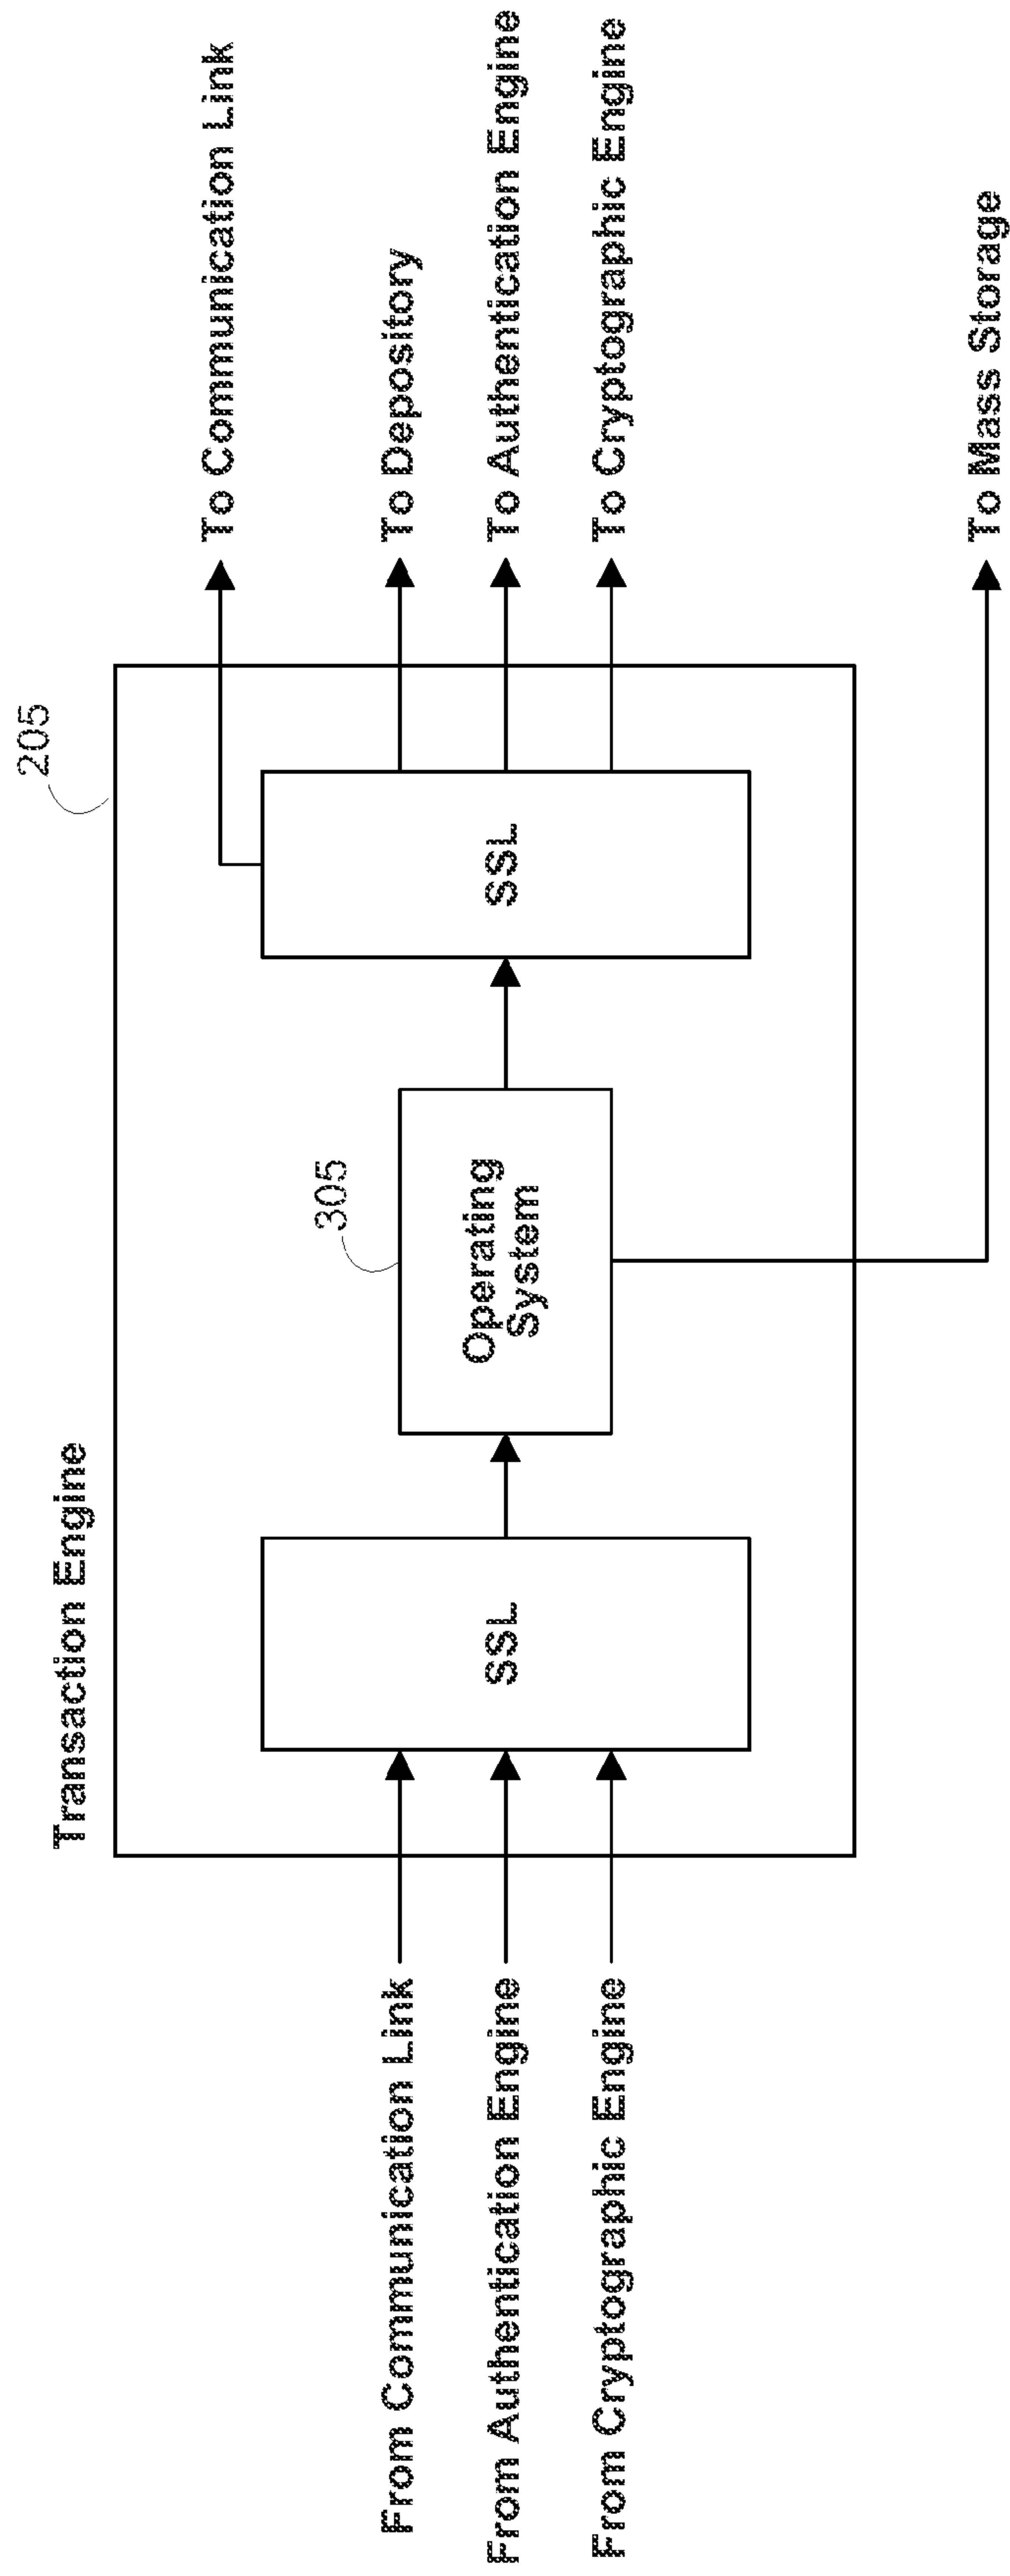 Transaction Engine
205
From Communication Link
From Authentication Engine
From Cryptographic Engine
SSL
305
Operating
System
SSL
To Communication Link
To Depository
To Authentication Engine
To Cryptographic Engine
To Mass Storage